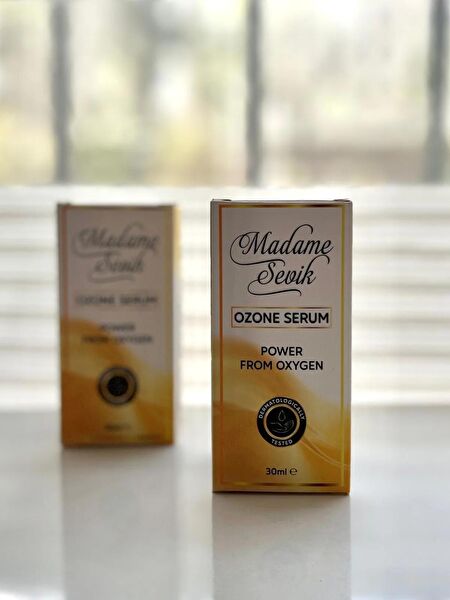 Madame
Sevik
OZONE SERUM
POWER
FROM OXYGEN
DERMATOLOGICALLY
TESTED
30ml ℮
Madame
Sevik
OZONE SERUM
POWER
FROM OXYGEN